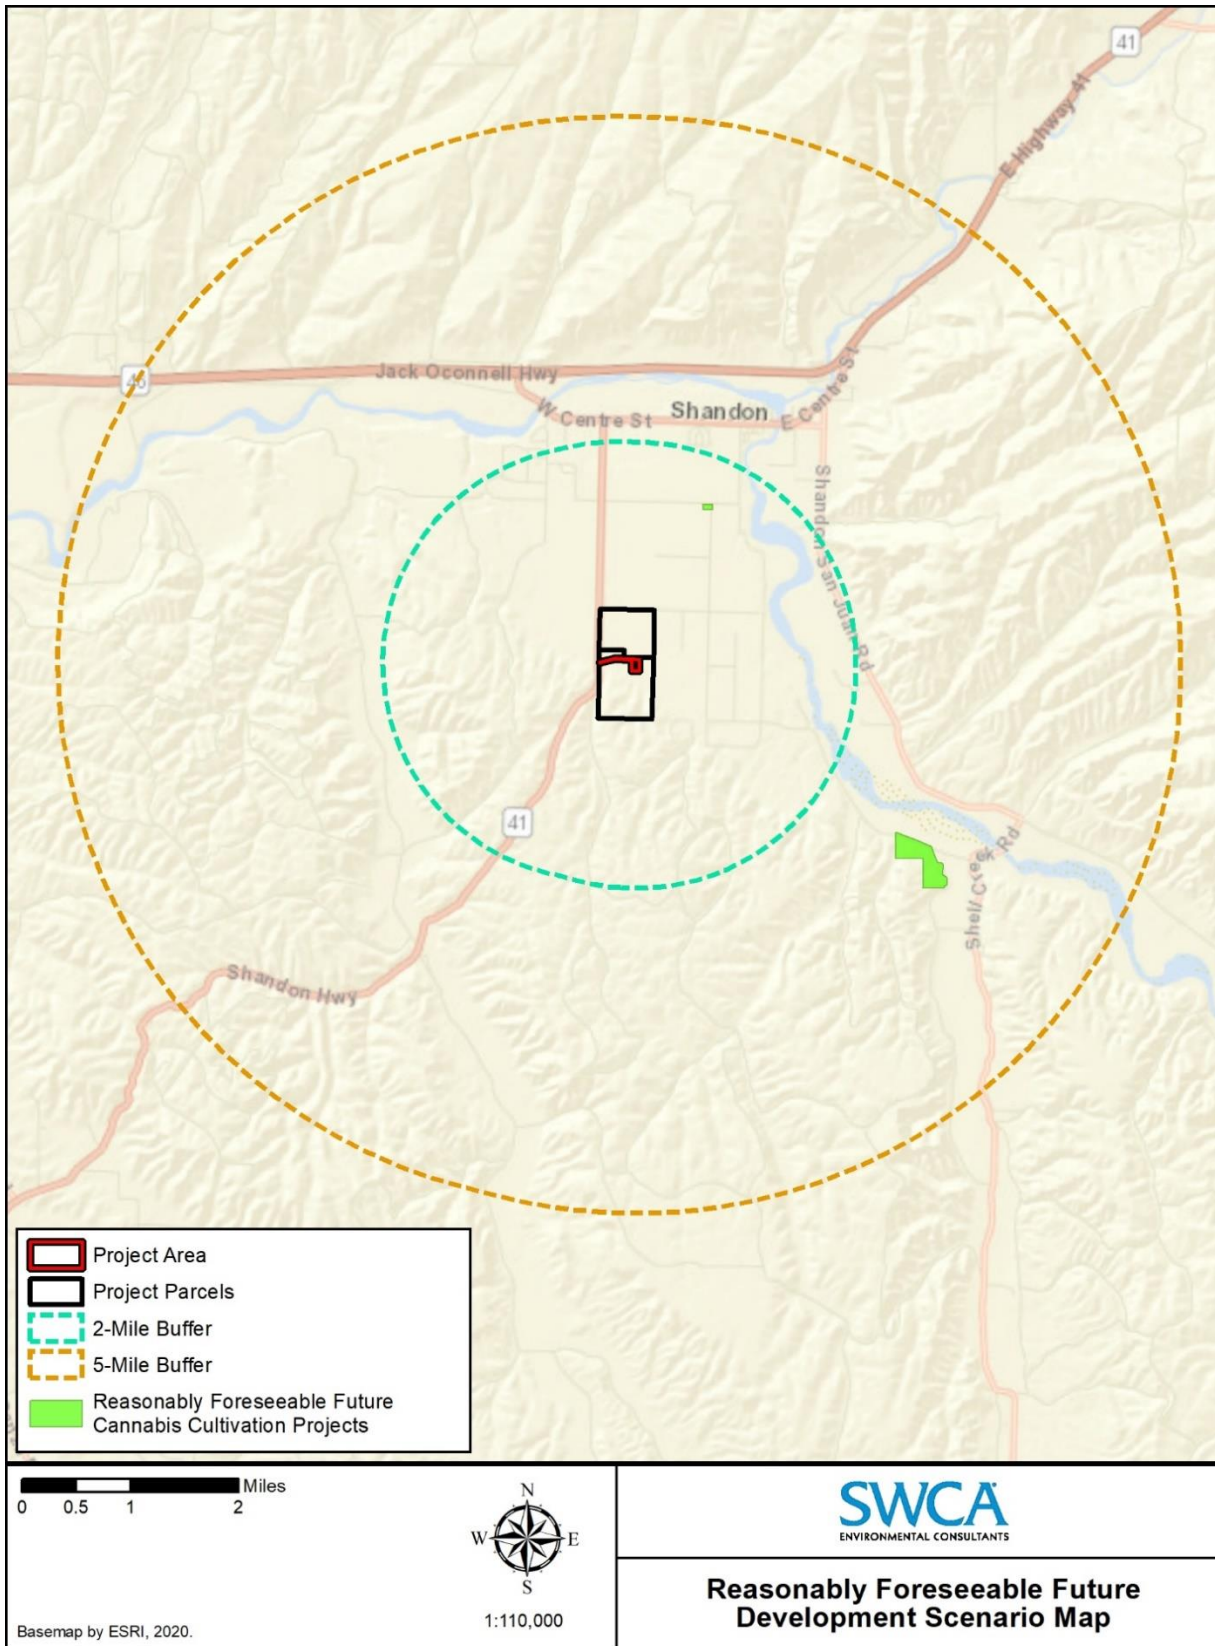 41
E Highway 41
46
Jack Oconnell Hwy
W Centre St
Shandon
E Centre St
Shandon San Juan Rd
41
Shell Creek Rd
Shandon Hwy
Project Area
Project Parcels
2-Mile Buffer
5-Mile Buffer
Reasonably Foreseeable Future
Cannabis Cultivation Projects
Miles
0 0.5 1 2
N
W E
S
1:110,000
Basemap by ESRI, 2020.
SWCA
ENVIRONMENTAL CONSULTANTS
Reasonably Foreseeable Future
Development Scenario Map